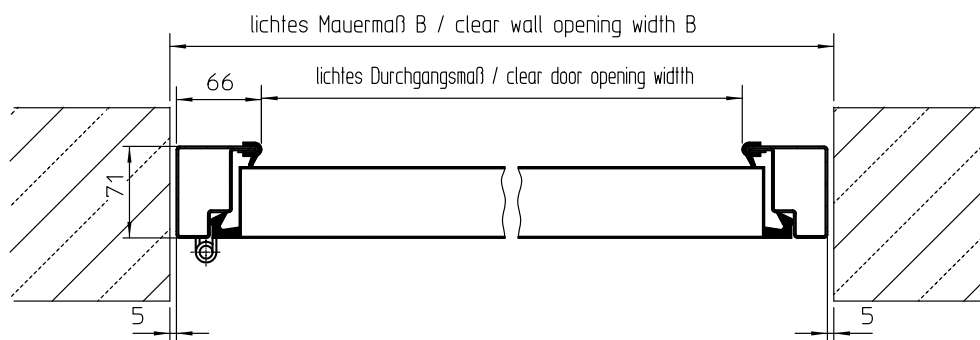 lichtes Mauermaß B / clear wall opening width B
66
lichtes Durchgangsmaß / clear door opening widtth
71
5
5